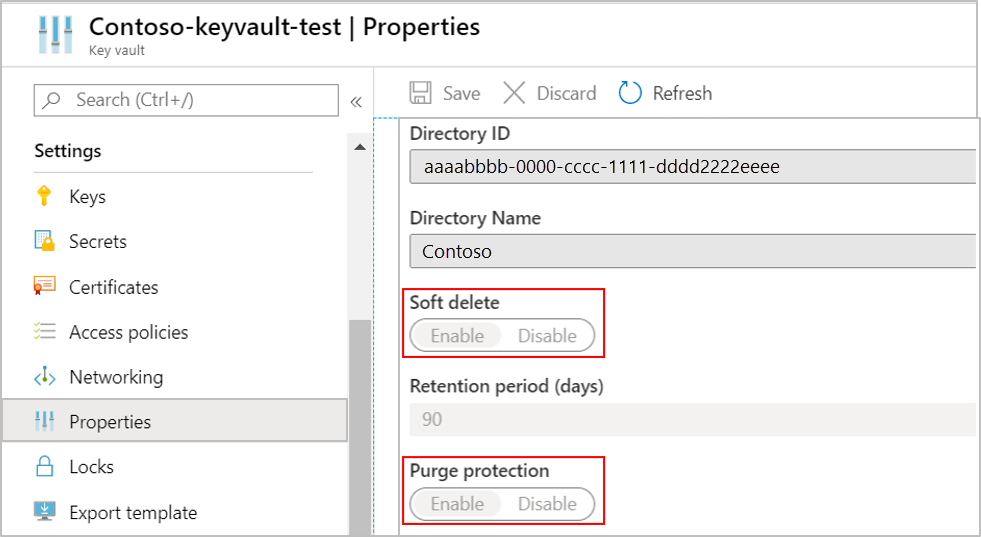 Contoso-keyvault-test | Properties
Key vault
Search (Ctrl+/)
«
Settings
Keys
Secrets
Certificates
Access policies
Networking
Properties
Locks
Export template
Save Discard Refresh
Directory ID
aaaabbbb-0000-cccc-1111-dddd2222eeee
Directory Name
Contoso
Soft delete
Enable Disable
Retention period (days)
90
Purge protection
Enable Disable